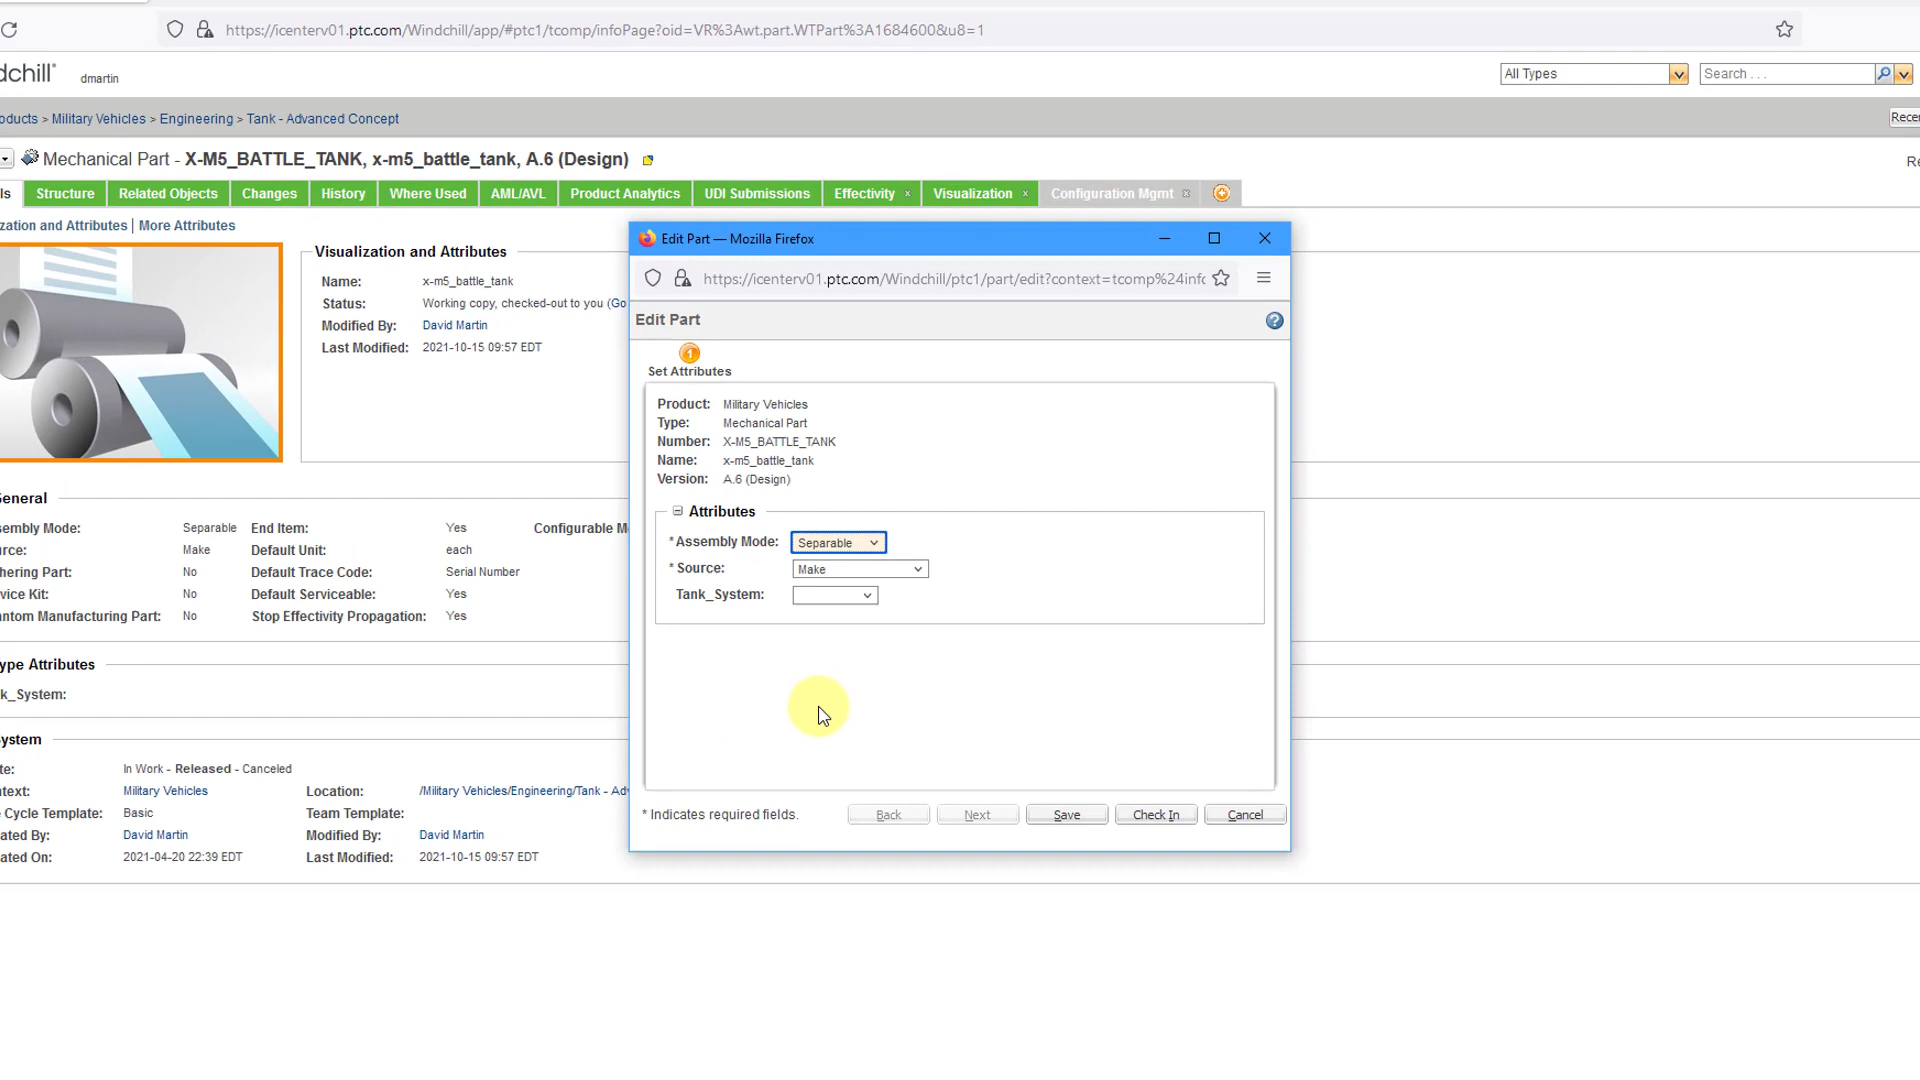 https://icenterv01.ptc.com/Windchill/app/#ptc1/tcomp/infoPage?oid=VR%3Awt.part.WTPart%3A1684600&u8=1
dchill® dmartin All Types Search . . .
oducts > Military Vehicles > Engineering > Tank - Advanced Concept Recen
Mechanical Part - X-M5_BATTLE_TANK, x-m5_battle_tank, A.6 (Design) Re
ls Structure Related Objects Changes History Where Used AML/AVL Product Analytics UDI Submissions Effectivity × Visualization × Configuration Mgmt ×
zation and Attributes | More Attributes
Visualization and Attributes
Name: x-m5_battle_tank
Status: Working copy, checked-out to you (Go
Modified By: David Martin
Last Modified: 2021-10-15 09:57 EDT
General
sembly Mode: Separable End Item: Yes Configurable M
urce: Make Default Unit: each
hering Part: No Default Trace Code: Serial Number
vice Kit: No Default Serviceable: Yes
antom Manufacturing Part: No Stop Effectivity Propagation: Yes
ype Attributes
k_System:
System
te: In Work - Released - Canceled
ntext: Military Vehicles Location: /Military Vehicles/Engineering/Tank - Adv
e Cycle Template: Basic Team Template:
ated By: David Martin Modified By: David Martin
ated On: 2021-04-20 22:39 EDT Last Modified: 2021-10-15 09:57 EDT
Edit Part — Mozilla Firefox
https://icenterv01.ptc.com/Windchill/ptc1/part/edit?context=tcomp%24info
Edit Part ?
1
Set Attributes
Product: Military Vehicles
Type: Mechanical Part
Number: X-M5_BATTLE_TANK
Name: x-m5_battle_tank
Version: A.6 (Design)
Attributes
* Assembly Mode: Separable
* Source: Make
Tank_System:
* Indicates required fields. Back Next Save Check In Cancel